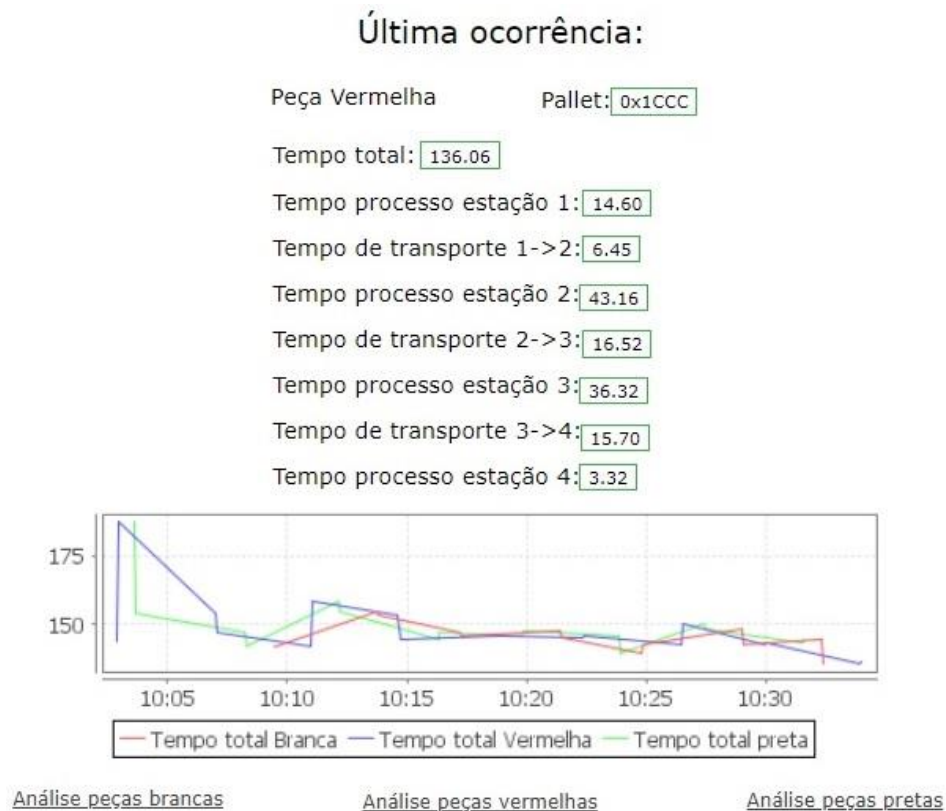 Última ocorrência:
Peça Vermelha Pallet: 0x1CCC
Tempo total: 136.06
Tempo processo estação 1: 14.60
Tempo de transporte 1->2: 6.45
Tempo processo estação 2: 43.16
Tempo de transporte 2->3: 16.52
Tempo processo estação 3: 36.32
Tempo de transporte 3->4: 15.70
Tempo processo estação 4: 3.32
175
150
10:05 10:10 10:15 10:20 10:25 10:30
Tempo total Branca Tempo total Vermelha Tempo total preta
Análise peças brancas Análise peças vermelhas Análise peças pretas